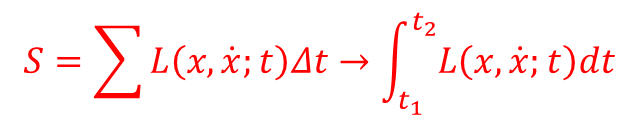 S = ∑ L(x, ẋ; t)Δt → ∫_{t₁}^{t₂} L(x, ẋ; t)dt